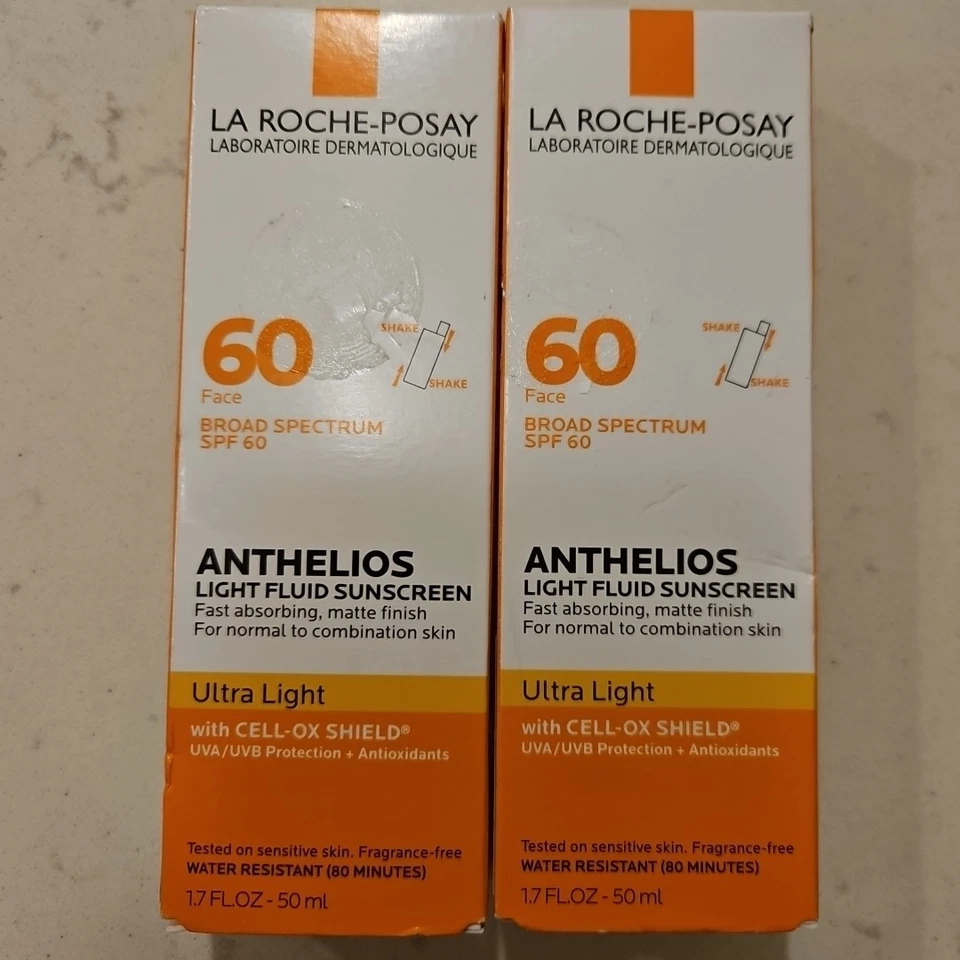 LA ROCHE-POSAY
LABORATOIRE DERMATOLOGIQUE
60
SHAKE
SHAKE
Face
BROAD SPECTRUM
SPF 60
ANTHELIOS
LIGHT FLUID SUNSCREEN
Fast absorbing, matte finish
For normal to combination skin
Ultra Light
with CELL-OX SHIELD®
UVA/UVB Protection + Antioxidants
Tested on sensitive skin. Fragrance-free
WATER RESISTANT (80 MINUTES)
1.7 FL.OZ - 50 ml
LA ROCHE-POSAY
LABORATOIRE DERMATOLOGIQUE
60
SHAKE
SHAKE
Face
BROAD SPECTRUM
SPF 60
ANTHELIOS
LIGHT FLUID SUNSCREEN
Fast absorbing, matte finish
For normal to combination skin
Ultra Light
with CELL-OX SHIELD®
UVA/UVB Protection + Antioxidants
Tested on sensitive skin. Fragrance-free
WATER RESISTANT (80 MINUTES)
1.7 FL.OZ - 50 ml